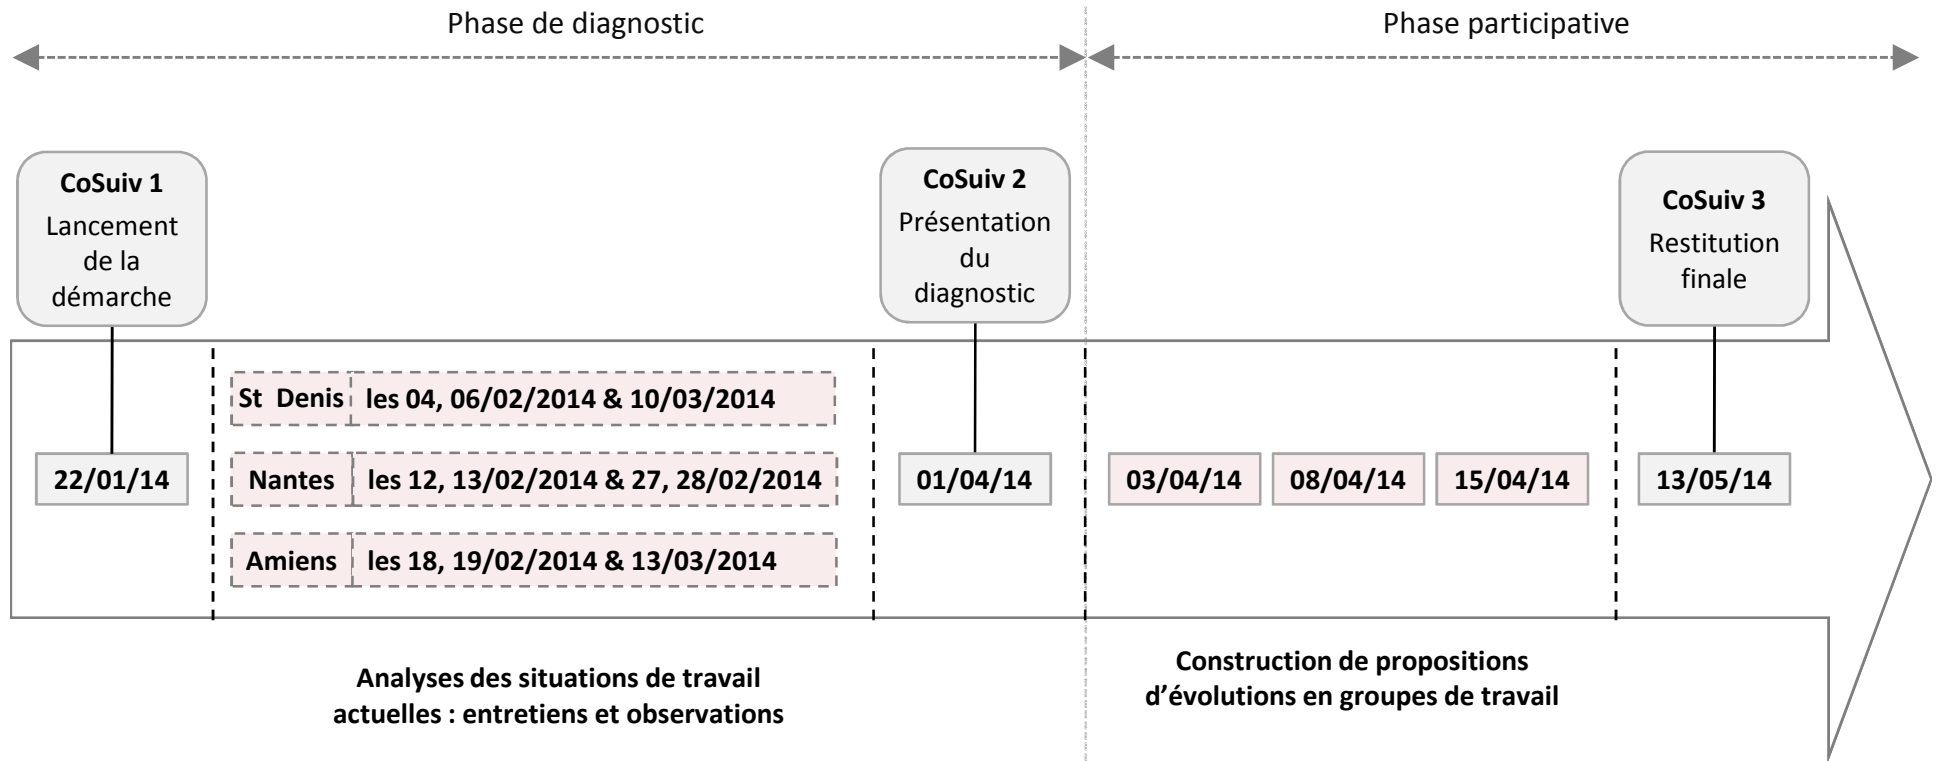 Phase de diagnostic
Phase participative
CoSuiv 1
Lancement
de la
démarche
CoSuiv 2
Présentation
du
diagnostic
CoSuiv 3
Restitution
finale
St Denis les 04, 06/02/2014 & 10/03/2014
22/01/14
Nantes les 12, 13/02/2014 & 27, 28/02/2014
01/04/14
03/04/14
08/04/14
15/04/14
13/05/14
Amiens les 18, 19/02/2014 & 13/03/2014
Analyses des situations de travail
actuelles : entretiens et observations
Construction de propositions
d'évolutions en groupes de travail